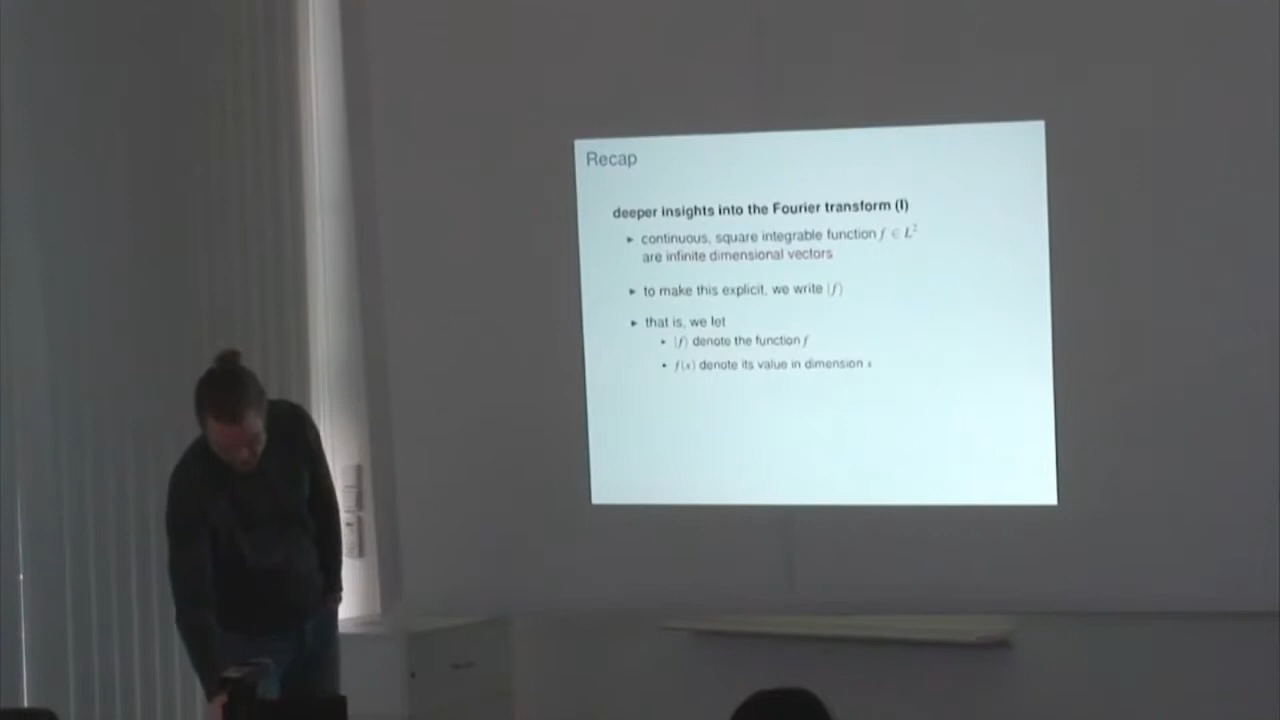 Recap
deeper insights into the Fourier transform (I)
▸ continuous, square integrable function f ∈ L²
are infinite dimensional vectors
▸ to make this explicit, we write |f⟩
▸ that is, we let
• |f⟩ denote the function f
• f(x) denote its value in dimension x